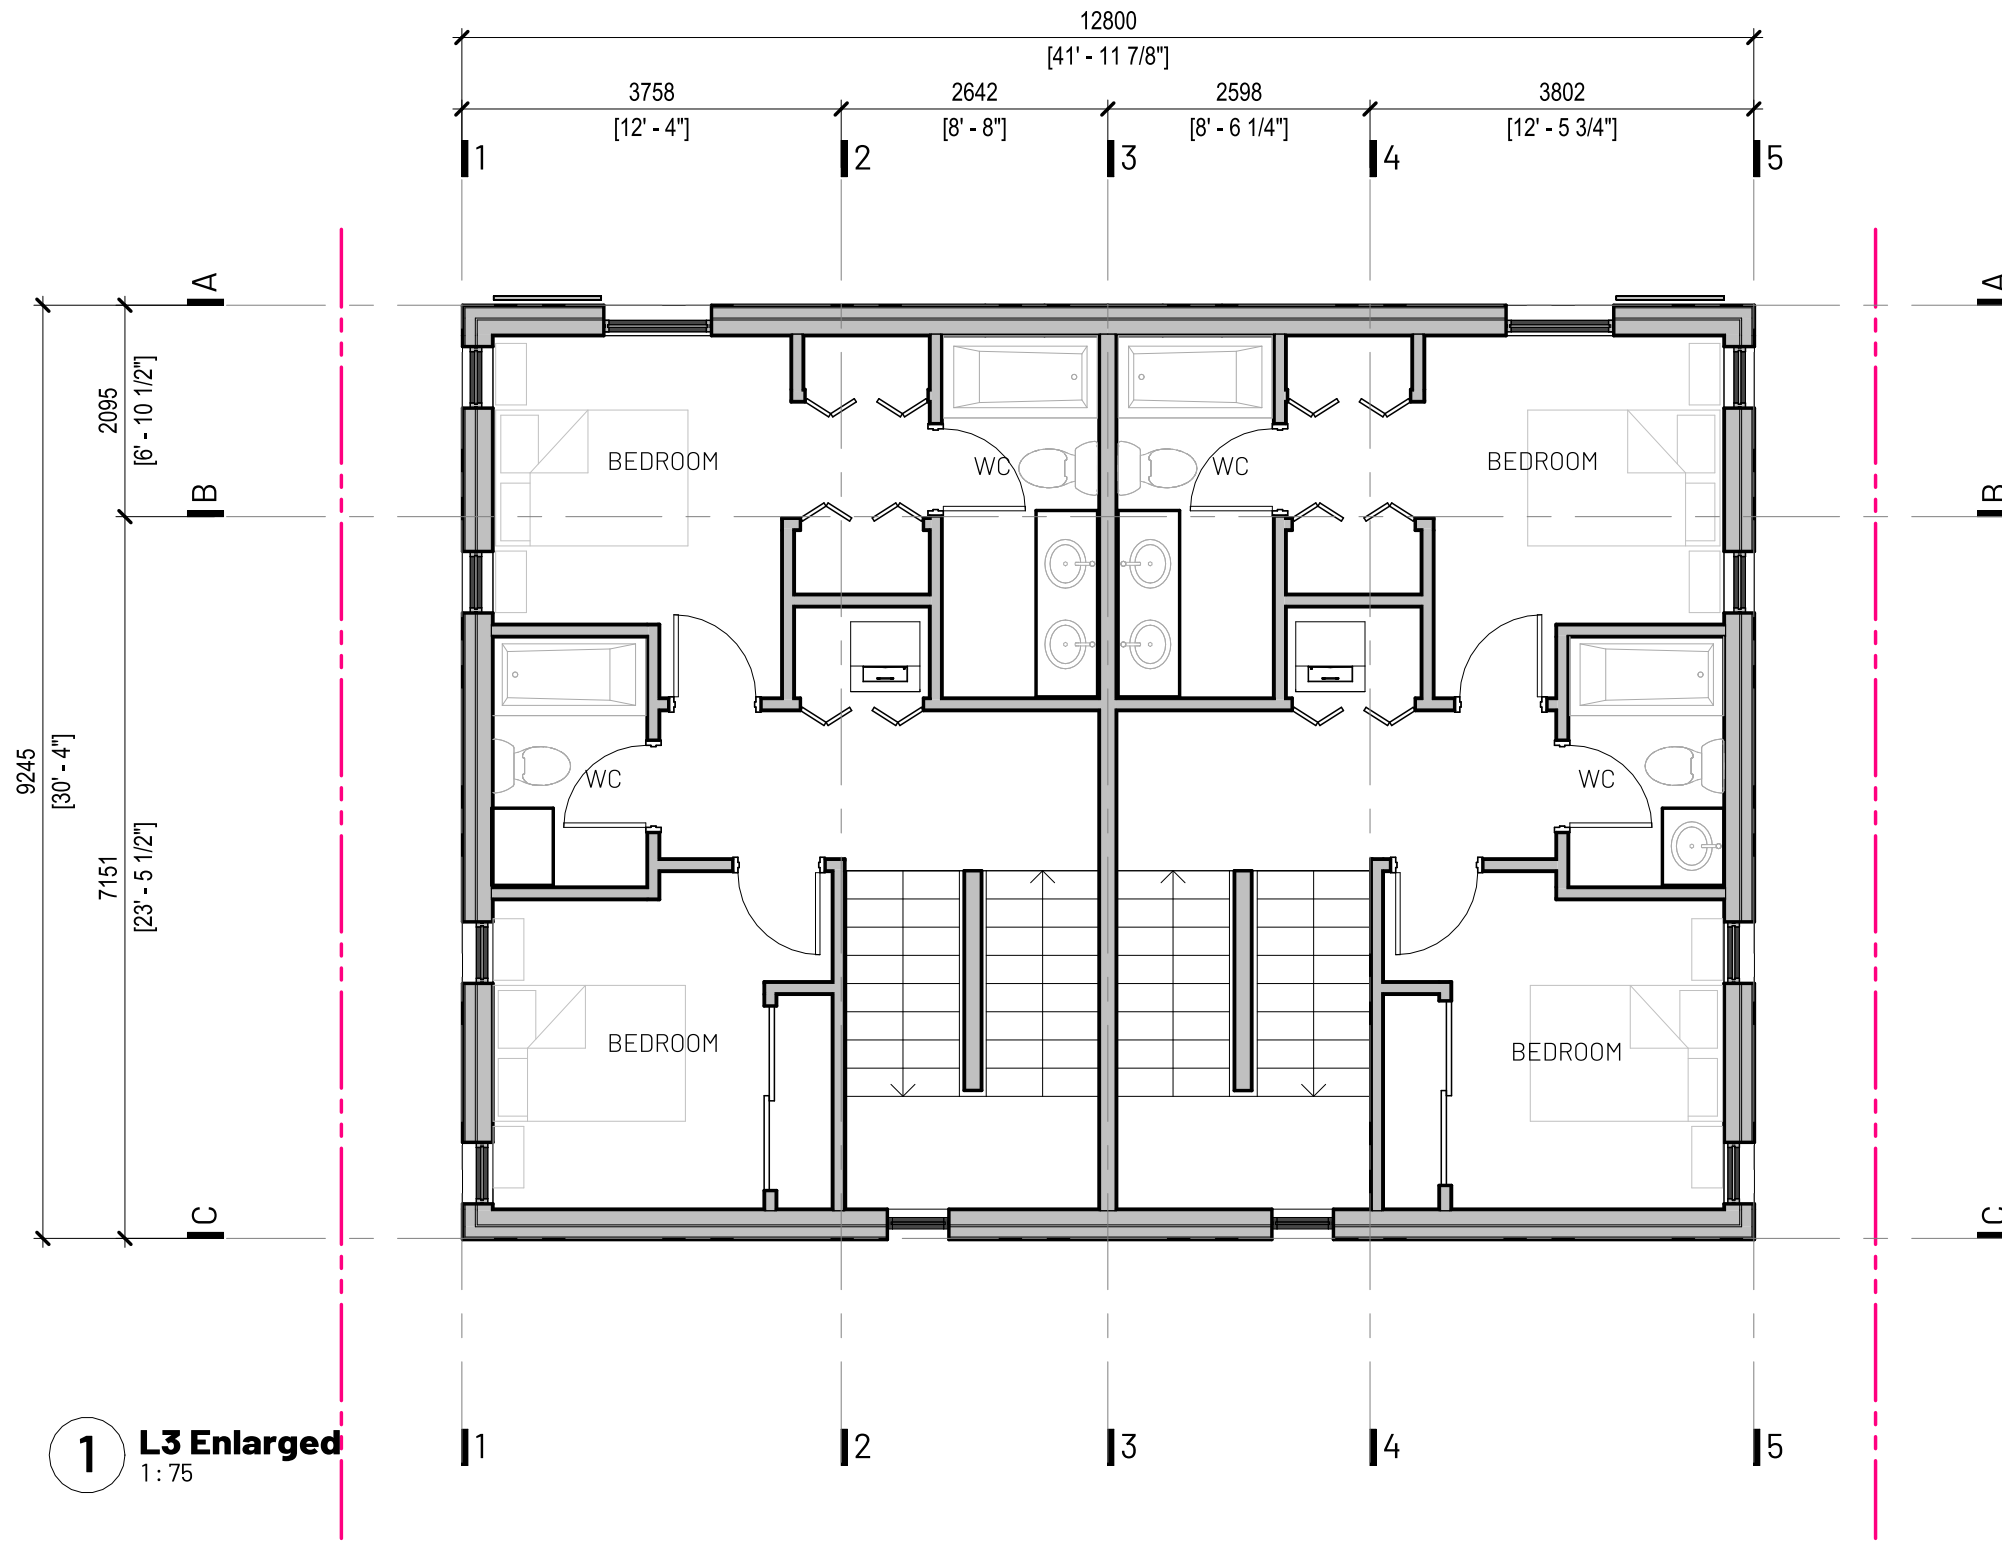 12800
[41' - 11 7/8"]
3758
2642
2598
3802
[12' - 4"]
[8' - 8"]
[8' - 6 1/4"]
[12' - 5 3/4"]
1
2
3
4
5
A
A
2095
[6' - 10 1/2"]
BEDROOM
WC
WC
BEDROOM
B
B
9245
[30' - 4"]
7151
[23' - 5 1/2"]
WC
WC
BEDROOM
BEDROOM
C
C
1
2
3
4
5
1
L3 Enlarged
1 : 75